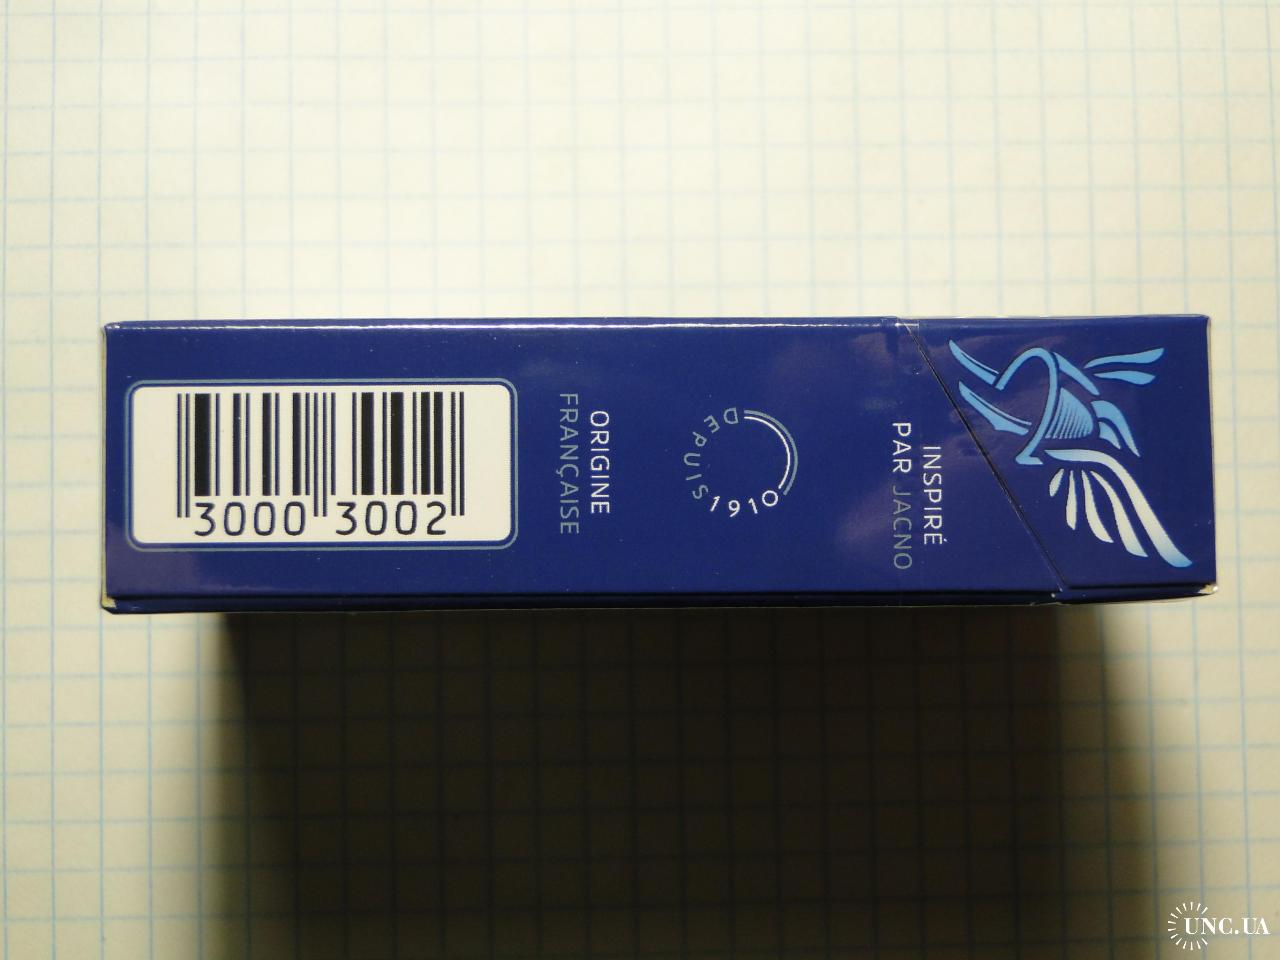 3000 3002
ORIGINE
FRANÇAISE
DEPUIS 1910
INSPIRÉ
PAR JACNO
UNC.UA